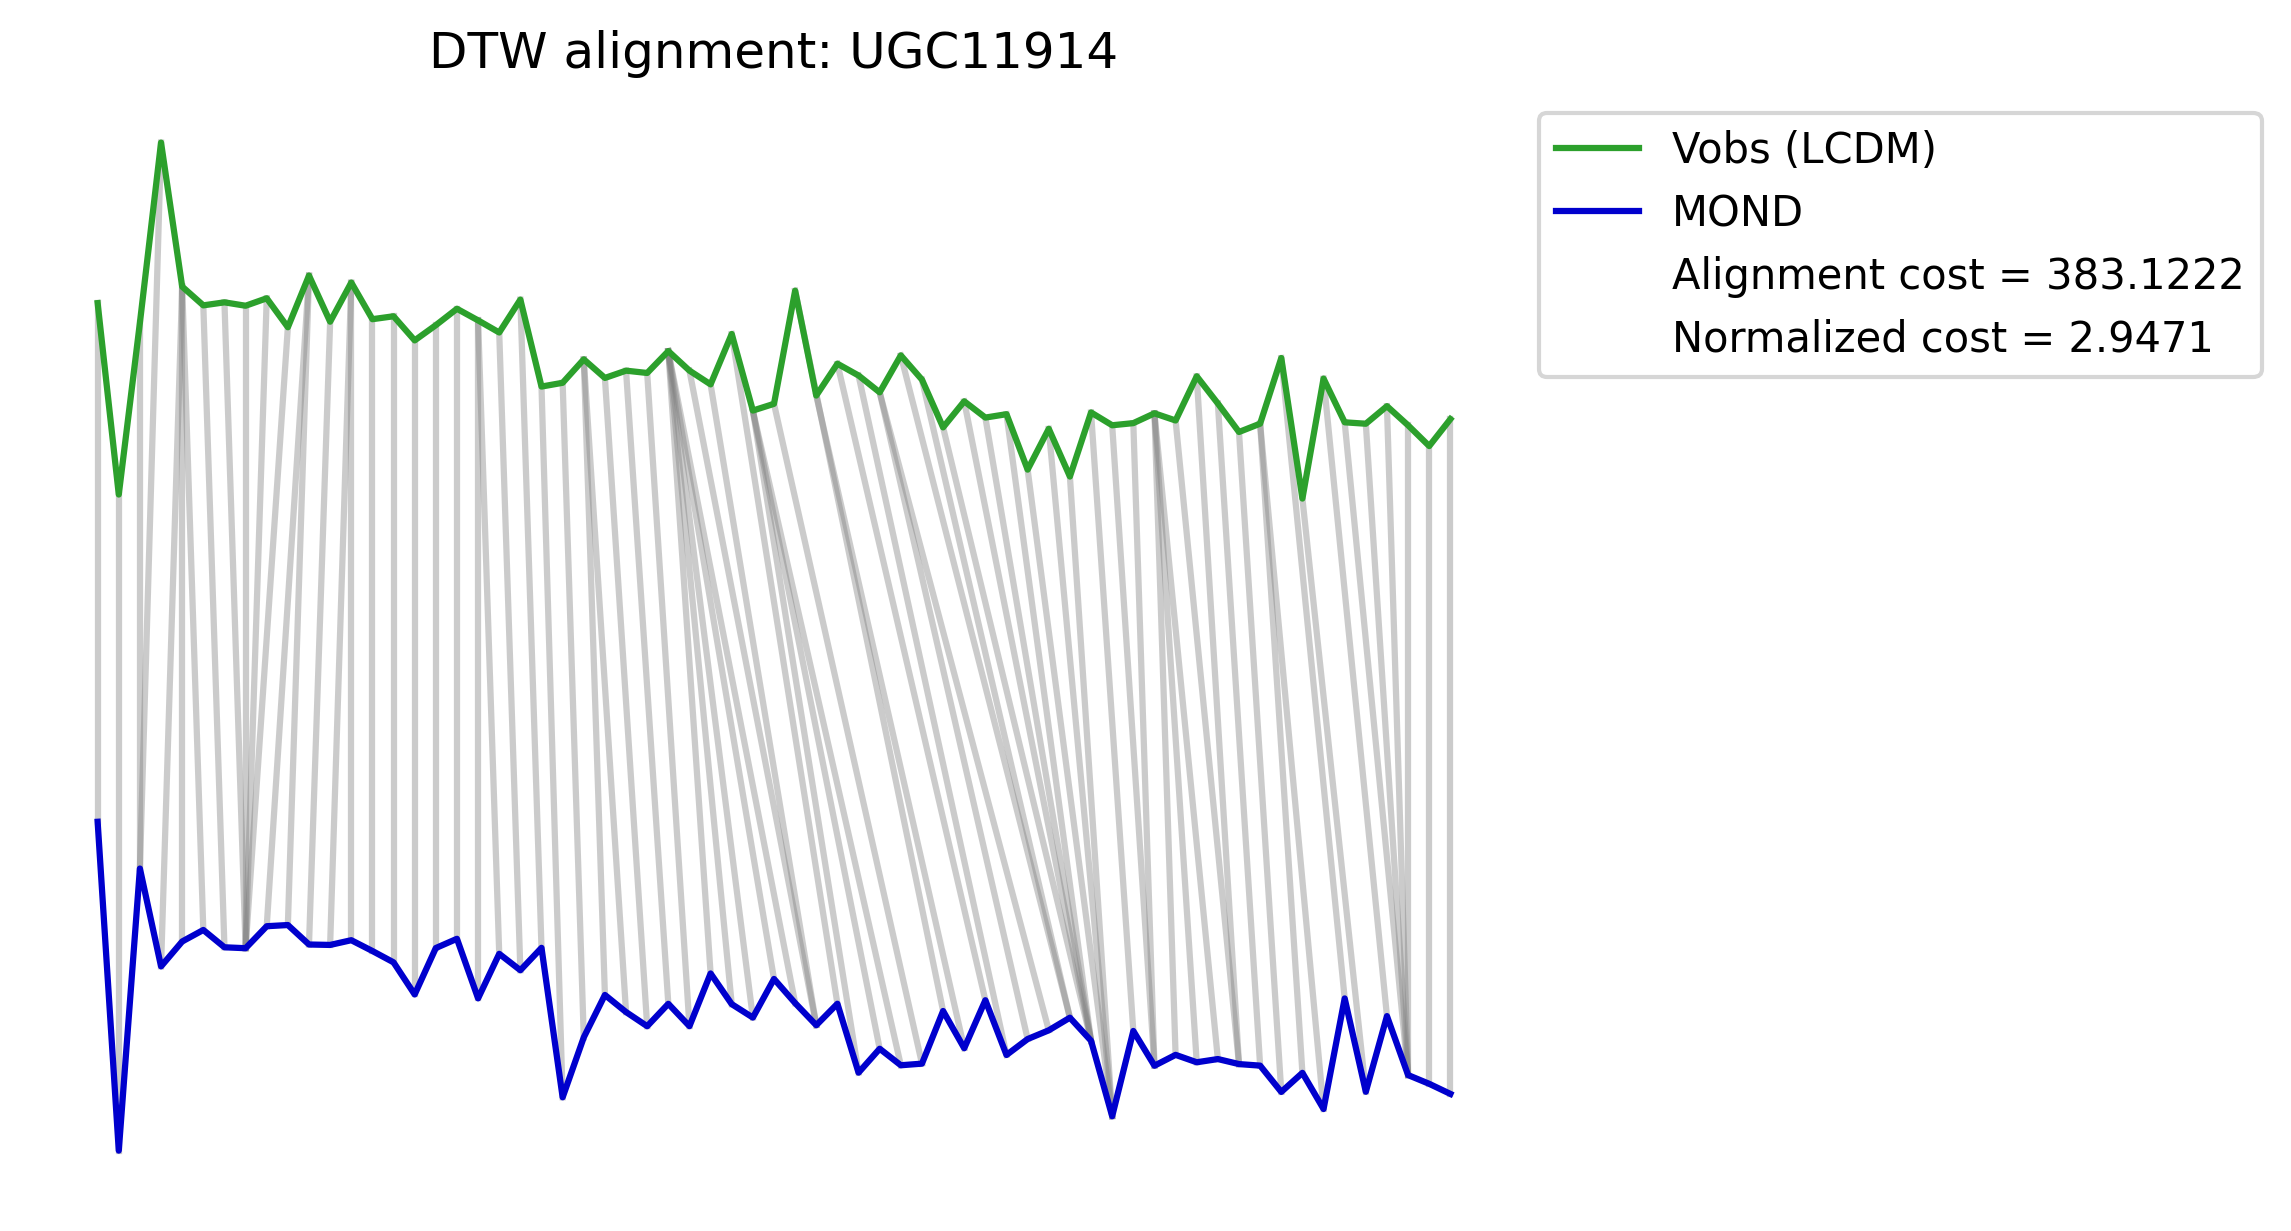 DTW alignment: UGC11914
Vobs (LCDM)
MOND
Alignment cost = 383.1222
Normalized cost = 2.9471